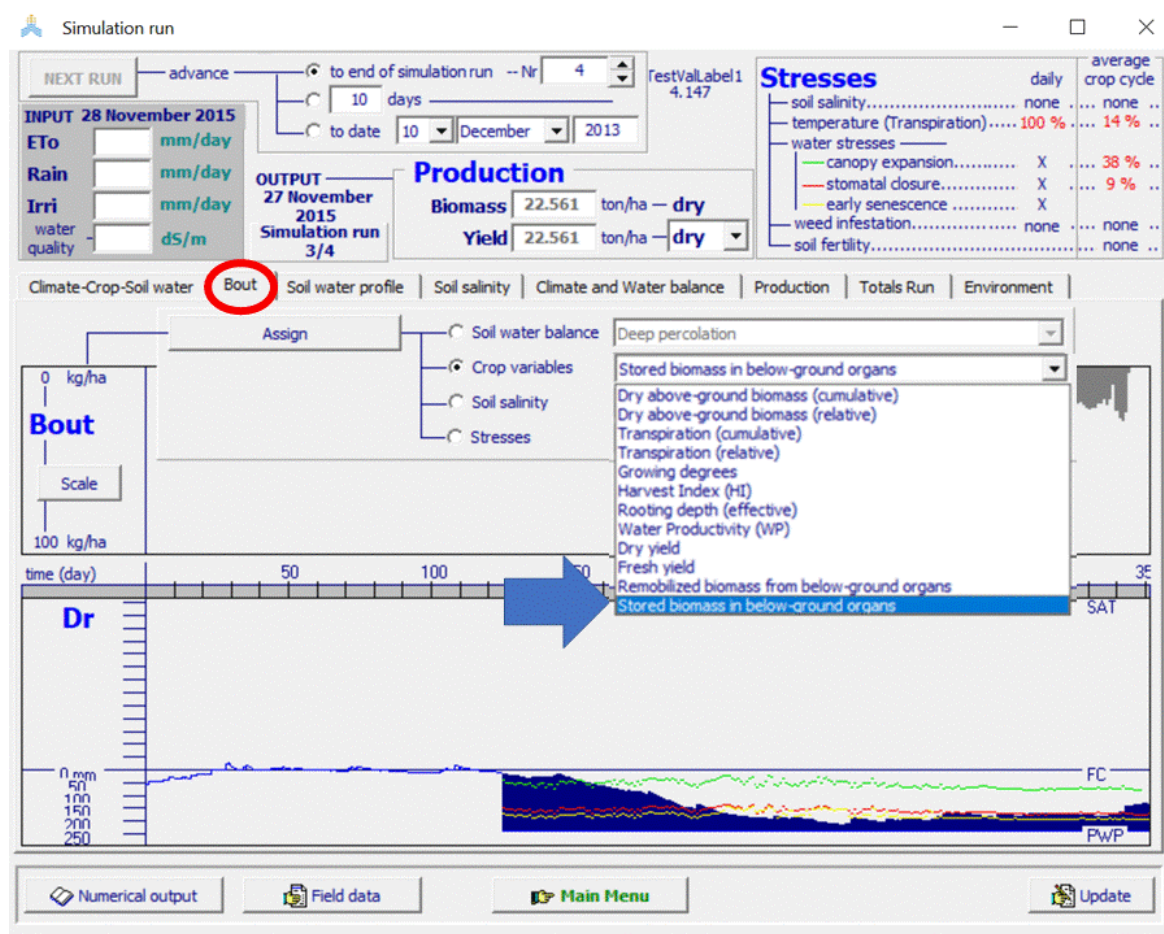 Simulation run
NEXT RUN
advance
to end of simulation run -- Nr 4
10 days
to date 10 December 2013
TestValLabel1
4.147
INPUT 28 November 2015
ETo mm/day
Rain mm/day
Irri mm/day
water quality - dS/m
OUTPUT
27 November
2015
Simulation run
3/4
Production
Biomass 22.561 ton/ha — dry
Yield 22.561 ton/ha — dry
Stresses
daily
average
crop cycle
soil salinity............................ none .... none ..
temperature (Transpiration)..... 100 % .... 14 % ..
water stresses
canopy expansion............ X .... 38 % ..
stomatal closure.............. X .... 9 % ..
early senescence ............ X
weed infestation.............. none .... none ..
soil fertility.................................... none ..
Climate-Crop-Soil water
Bout
Soil water profile
Soil salinity
Climate and Water balance
Production
Totals Run
Environment
Assign
Soil water balance
Deep percolation
Crop variables
Stored biomass in below-ground organs
Soil salinity
Stresses
Dry above-ground biomass (cumulative)
Dry above-ground biomass (relative)
Transpiration (cumulative)
Transpiration (relative)
Growing degrees
Harvest Index (HI)
Rooting depth (effective)
Water Productivity (WP)
Dry yield
Fresh yield
Remobilized biomass from below-ground organs
Stored biomass in below-ground organs
0 kg/ha
Bout
Scale
100 kg/ha
time (day)
50
100
Dr
SAT
0 mm
50
100
150
200
250
FC
PWP
Numerical output
Field data
Main Menu
Update